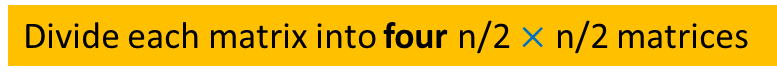 Divide each matrix into four n/2 × n/2 matrices